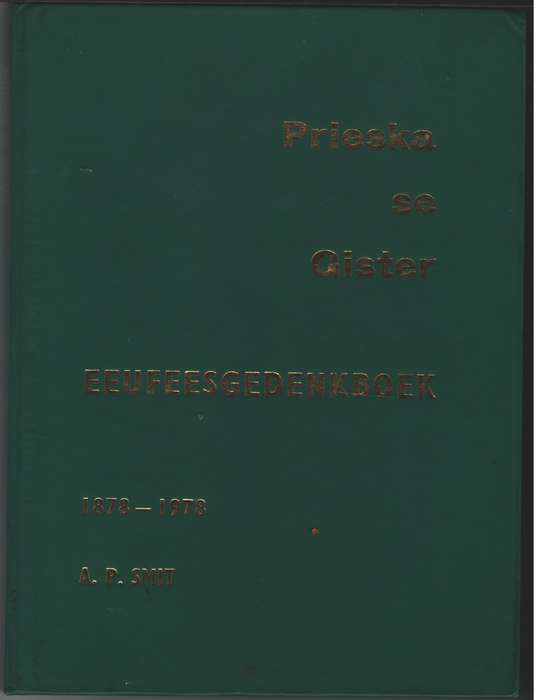 Prieska
se
Gister
EEUFEESGEDENKBOEK
1878 – 1978
A. P. SMIT